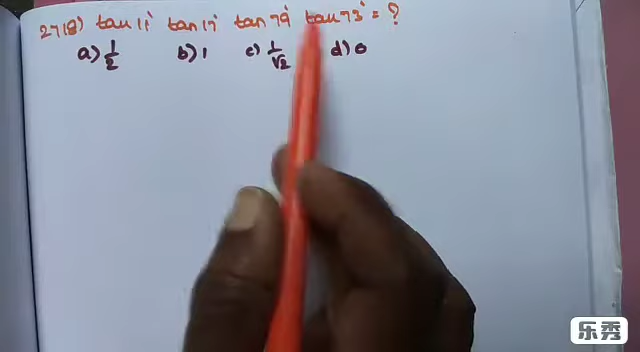 27(8) tan 11° tan 17° tan 79° tan 73° = ?
a) 1/2 b) 1 c) 1/√2 d) 0
乐秀